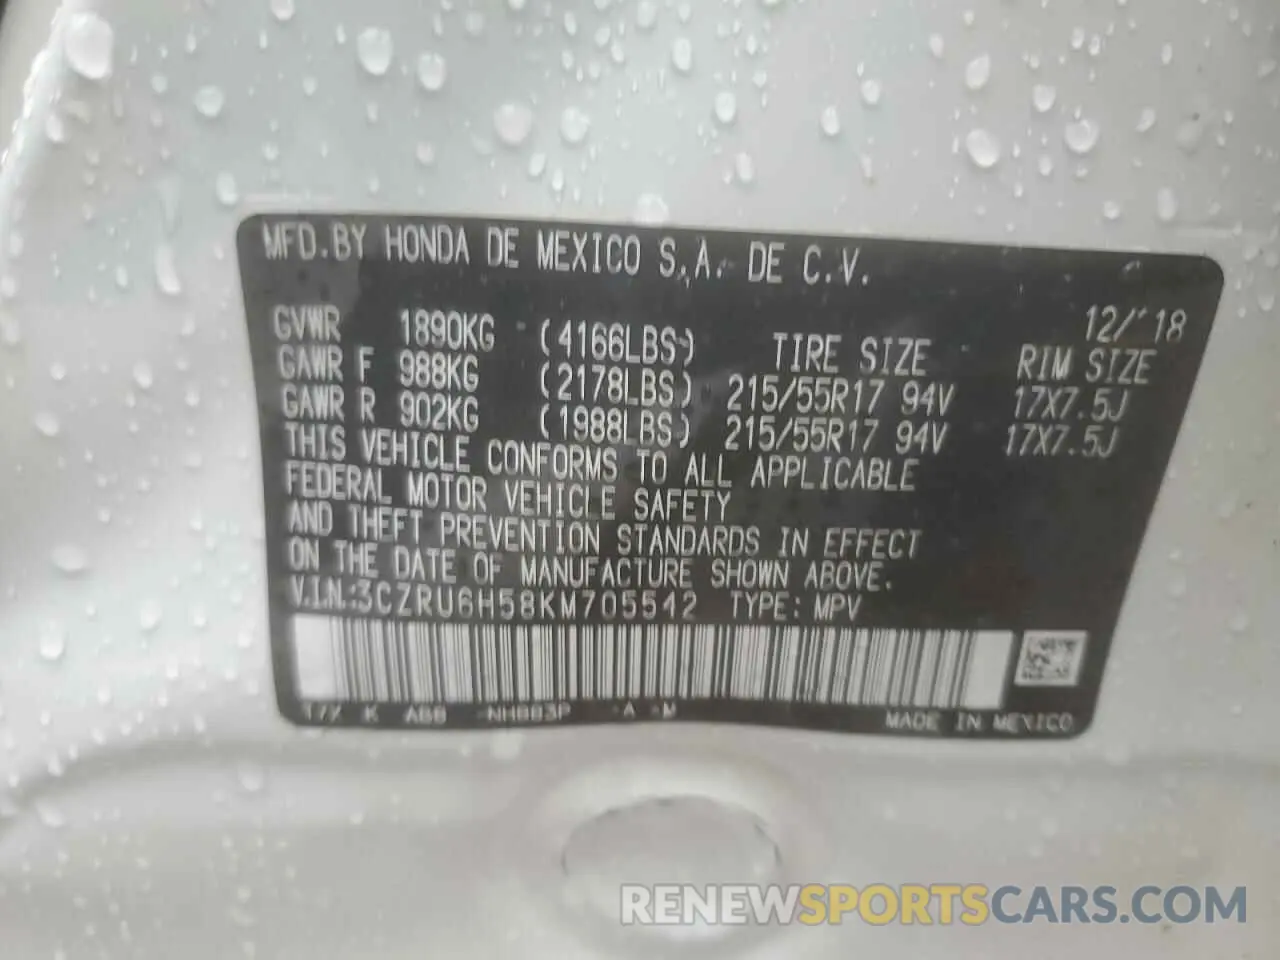 MFD. BY HONDA DE MEXICO S.A. DE C.V.
12/'18
GVWR 1890KG (4166LBS) TIRE SIZE RIM SIZE
GAWR F 988KG (2178LBS) 215/55R17 94V 17X7.5J
GAWR R 902KG (1988LBS) 215/55R17 94V 17X7.5J
THIS VEHICLE CONFORMS TO ALL APPLICABLE
FEDERAL MOTOR VEHICLE SAFETY
AND THEFT PREVENTION STANDARDS IN EFFECT
ON THE DATE OF MANUFACTURE SHOWN ABOVE.
V.I.N.:3CZRU6H58KM705542 TYPE: MPV
K NH883P -A -M MADE IN MEXICO
RENEWSPORTSCARS.COM